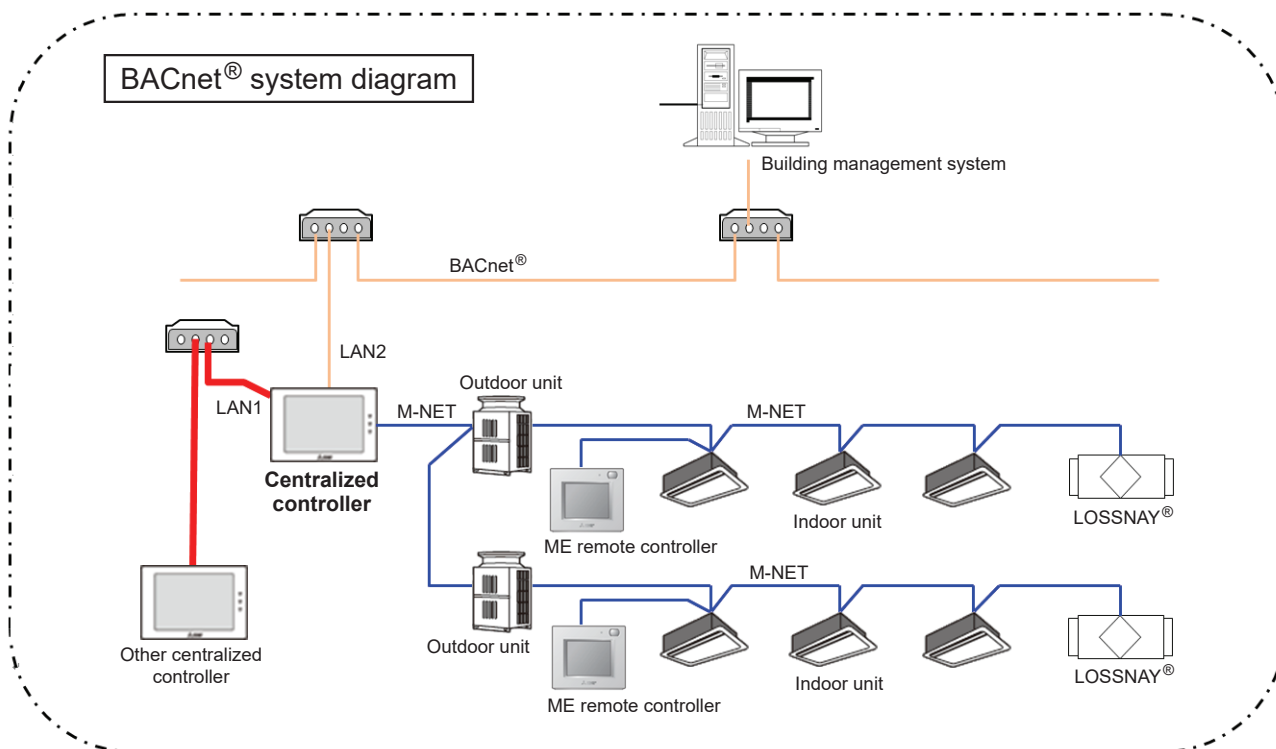 BACnet® system diagram
Building management system
BACnet®
LAN2
LAN1
M-NET
Outdoor unit
M-NET
Centralized
controller
ME remote controller
Indoor unit
LOSSNAY®
Other centralized
controller
Outdoor unit
M-NET
ME remote controller
Indoor unit
LOSSNAY®